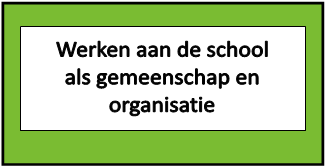 Werken aan de school
als gemeenschap en
organisatie